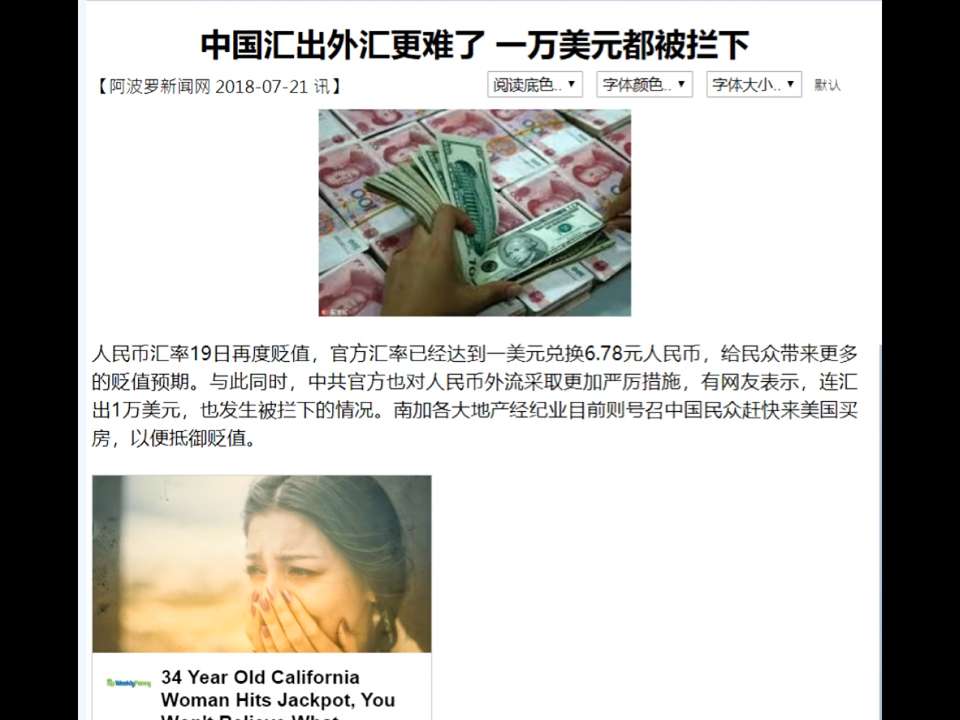 中国汇出外汇更难了 一万美元都被拦下
【阿波罗新闻网 2018-07-21 讯】 阅读底色.. 字体颜色.. 字体大小.. 默认
人民币汇率19日再度贬值，官方汇率已经达到一美元兑换6.78元人民币，给民众带来更多
的贬值预期。与此同时，中共官方也对人民币外流采取更加严厉措施，有网友表示，连汇
出1万美元，也发生被拦下的情况。南加各大地产经纪业目前则号召中国民众赶快来美国买
房，以便抵御贬值。
WeeklyPenny
34 Year Old California
Woman Hits Jackpot, You
Won't Believe What